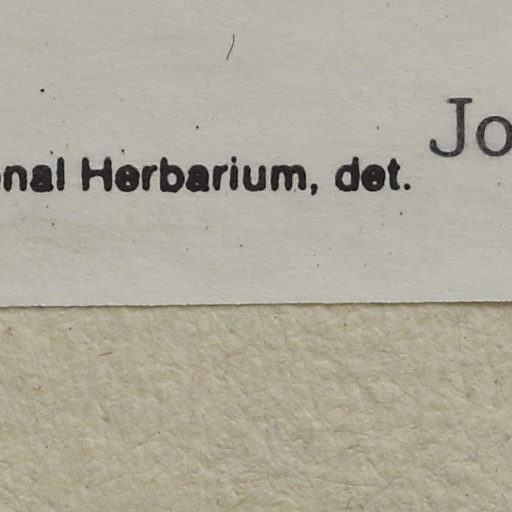 onal Herbarium, det. Jo